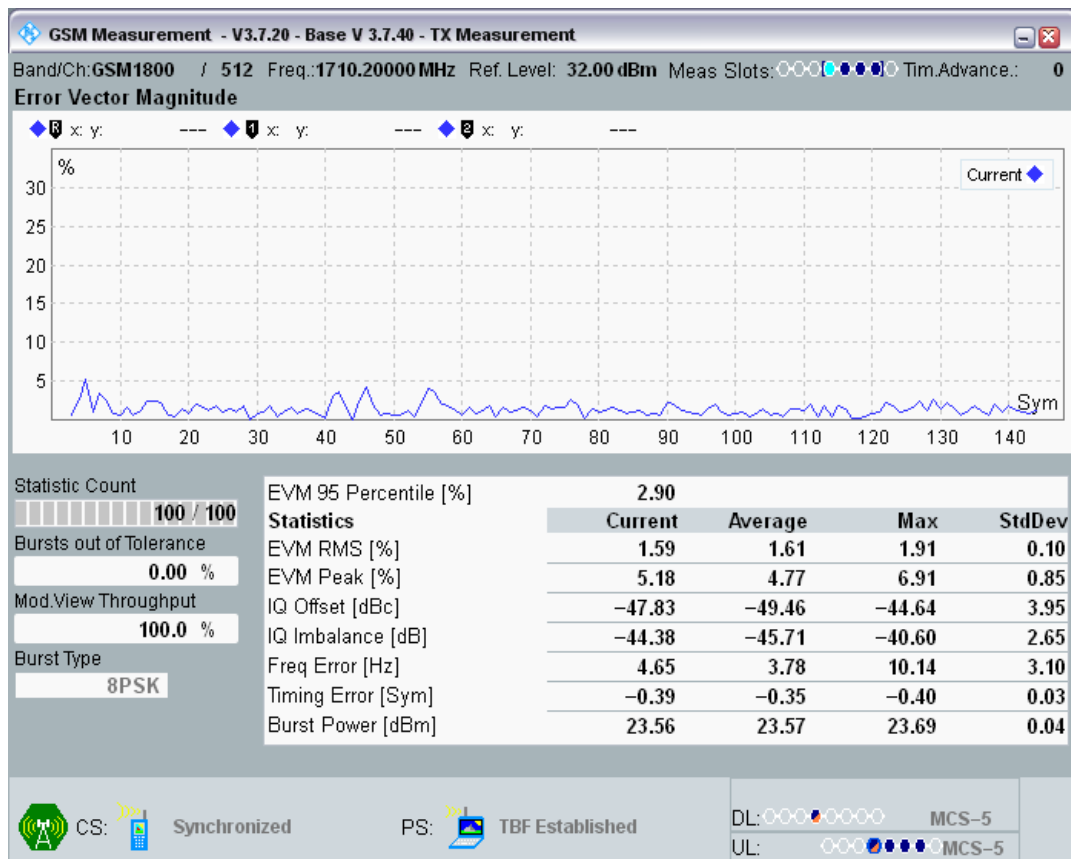 GSM Measurement - V3.7.20 - Base V 3.7.40 - TX Measurement
Band/Ch:GSM1800 / 512 Freq.:1710.20000 MHz Ref. Level: 32.00 dBm Meas Slots: Tim.Advance.: 0
Error Vector Magnitude
R x: y: --- 1 x: y: --- 2 x: y: ---
%
Current
30
25
20
15
10
5
Sym
10 20 30 40 50 60 70 80 90 100 110 120 130 140
Statistic Count
100 / 100
Bursts out of Tolerance
0.00 %
Mod.View Throughput
100.0 %
Burst Type
8PSK
EVM 95 Percentile [%] 2.90
Statistics Current Average Max StdDev
EVM RMS [%] 1.59 1.61 1.91 0.10
EVM Peak [%] 5.18 4.77 6.91 0.85
IQ Offset [dBc] −47.83 −49.46 −44.64 3.95
IQ Imbalance [dB] −44.38 −45.71 −40.60 2.65
Freq Error [Hz] 4.65 3.78 10.14 3.10
Timing Error [Sym] −0.39 −0.35 −0.40 0.03
Burst Power [dBm] 23.56 23.57 23.69 0.04
CS: Synchronized PS: TBF Established
DL: MCS−5
UL: MCS−5